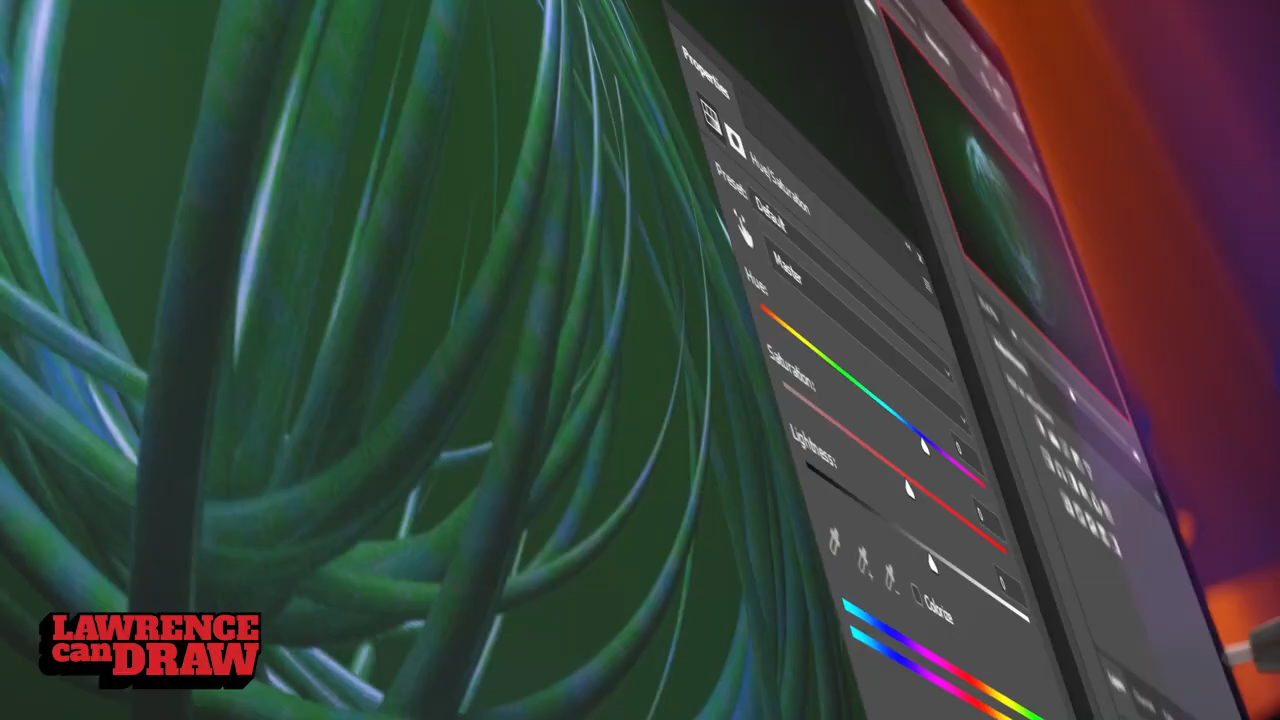 Properties
Hue/Saturation
Preset: Default
Master
Hue:
0
Saturation:
0
Lightness:
0
Colorize
LAWRENCE
can DRAW